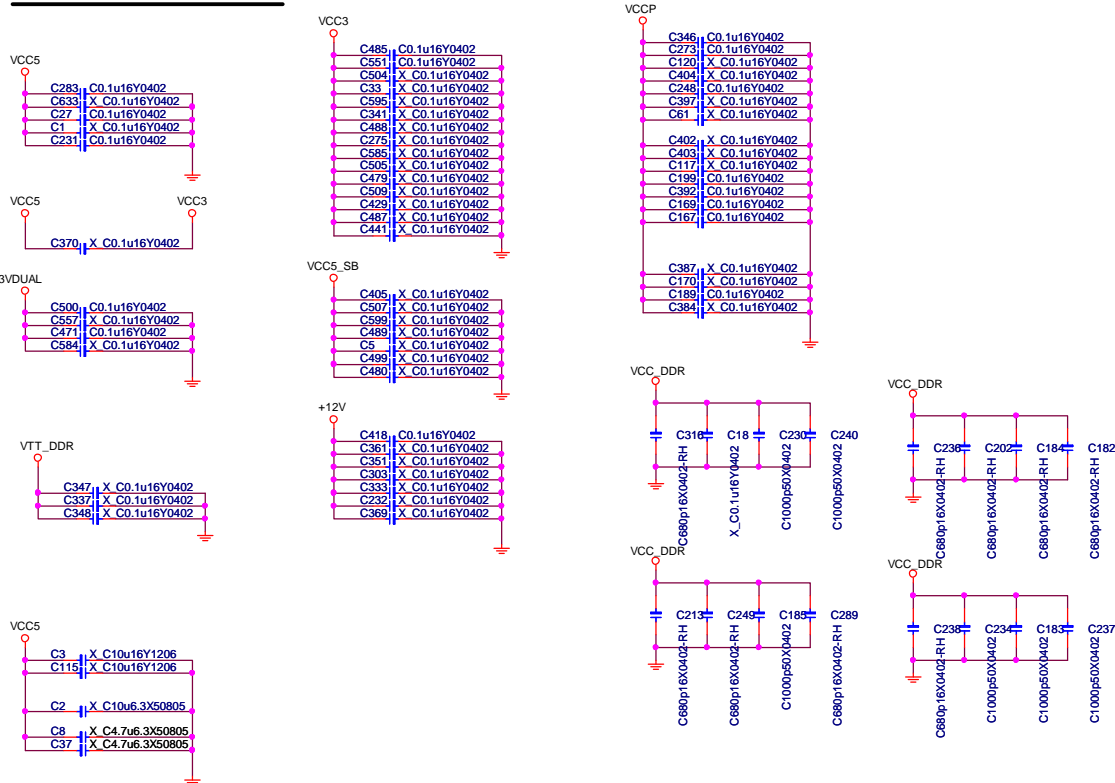 VCC5
C283 C0.1u16Y0402
C633 X_C0.1u16Y0402
C27 C0.1u16Y0402
C1 X_C0.1u16Y0402
C231 C0.1u16Y0402
VCC5 VCC3
C370 X_C0.1u16Y0402
3VDUAL
C500 C0.1u16Y0402
C557 X_C0.1u16Y0402
C471 C0.1u16Y0402
C584 X_C0.1u16Y0402
VTT_DDR
C347 X_C0.1u16Y0402
C337 X_C0.1u16Y0402
C348 X_C0.1u16Y0402
VCC5
C3 X_C10u16Y1206
C115 X_C10u16Y1206
C2 X_C10u6.3X50805
C8 X_C4.7u6.3X50805
C37 X_C4.7u6.3X50805
VCC3
C485 C0.1u16Y0402
C551 C0.1u16Y0402
C504 X_C0.1u16Y0402
C33 X_C0.1u16Y0402
C595 X_C0.1u16Y0402
C341 X_C0.1u16Y0402
C488 X_C0.1u16Y0402
C275 X_C0.1u16Y0402
C585 X_C0.1u16Y0402
C505 X_C0.1u16Y0402
C479 X_C0.1u16Y0402
C509 X_C0.1u16Y0402
C429 X_C0.1u16Y0402
C487 X_C0.1u16Y0402
C441 X_C0.1u16Y0402
VCC5_SB
C405 X_C0.1u16Y0402
C507 X_C0.1u16Y0402
C599 X_C0.1u16Y0402
C489 X_C0.1u16Y0402
C5 X_C0.1u16Y0402
C499 X_C0.1u16Y0402
C480 X_C0.1u16Y0402
+12V
C418 C0.1u16Y0402
C361 X_C0.1u16Y0402
C351 X_C0.1u16Y0402
C303 X_C0.1u16Y0402
C333 X_C0.1u16Y0402
C232 X_C0.1u16Y0402
C369 X_C0.1u16Y0402
VCCP
C346 C0.1u16Y0402
C273 C0.1u16Y0402
C120 X_C0.1u16Y0402
C404 X_C0.1u16Y0402
C248 C0.1u16Y0402
C397 X_C0.1u16Y0402
C61 C0.1u16Y0402
C402 X_C0.1u16Y0402
C403 X_C0.1u16Y0402
C117 X_C0.1u16Y0402
C199 X_C0.1u16Y0402
C392 X_C0.1u16Y0402
C169 X_C0.1u16Y0402
C167 C0.1u16Y0402
C387 X_C0.1u16Y0402
C170 X_C0.1u16Y0402
C189 C0.1u16Y0402
C384 X_C0.1u16Y0402
VCC_DDR
C316 C18 C230 C240
C680p16X0402-RH
X_C0.1u16Y0402
C1000p50X0402
C1000p50X0402
VCC_DDR
C236 C202 C184 C182
C680p16X0402-RH
C680p16X0402-RH
C680p16X0402-RH
C680p16X0402-RH
VCC_DDR
C213 C249 C185 C289
C680p16X0402-RH
C680p16X0402-RH
C1000p50X0402
C680p16X0402-RH
VCC_DDR
C238 C234 C183 C237
C680p16X0402-RH
C1000p50X0402
C1000p50X0402
C1000p50X0402